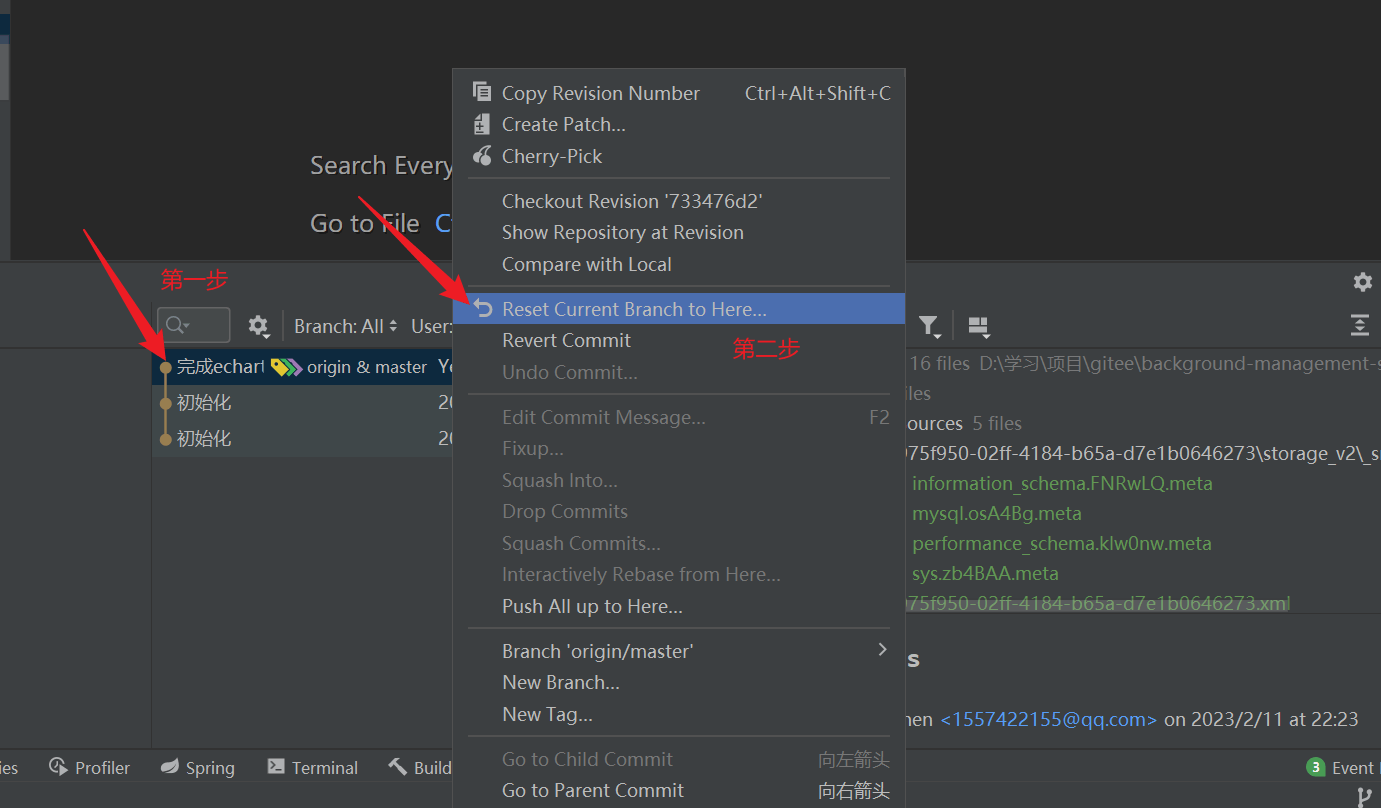 Search Every
Go to File
第一步
Branch: All
User:
完成echart
origin & master
初始化
初始化
Copy Revision Number Ctrl+Alt+Shift+C
Create Patch...
Cherry-Pick
Checkout Revision '733476d2'
Show Repository at Revision
Compare with Local
Reset Current Branch to Here...
Revert Commit
第二步
Undo Commit...
Edit Commit Message... F2
Fixup...
Squash Into...
Drop Commits
Squash Commits...
Interactively Rebase from Here...
Push All up to Here...
Branch 'origin/master'
New Branch...
New Tag...
Go to Child Commit 向左箭头
Go to Parent Commit 向右箭头
16 files D:\学习\项目\gitee\background-management-s
iles
ources 5 files
975f950-02ff-4184-b65a-d7e1b0646273\storage_v2\_s
information_schema.FNRwLQ.meta
mysql.osA4Bg.meta
performance_schema.klw0nw.meta
sys.zb4BAA.meta
975f950-02ff-4184-b65a-d7e1b0646273.xml
s
hen <1557422155@qq.com> on 2023/2/11 at 22:23
ies
Profiler
Spring
Terminal
Build
3 Event